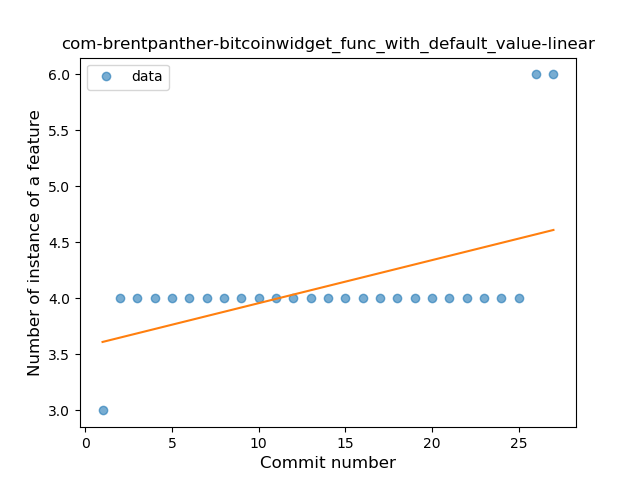 com-brentpanther-bitcoinwidget_func_with_default_value-linear
data
Number of instance of a feature
6.0
5.5
5.0
4.5
4.0
3.5
3.0
0 5 10 15 20 25
Commit number